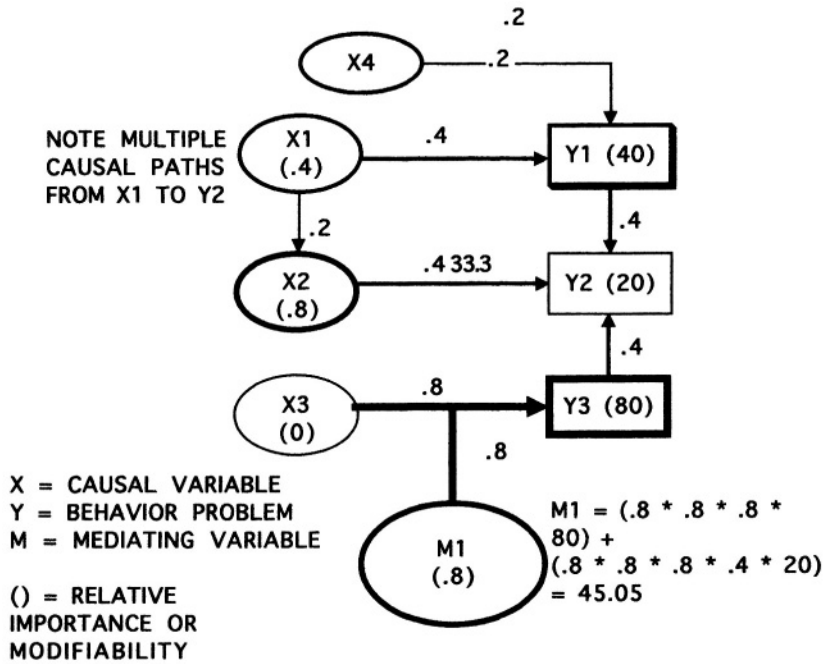 .2
X4
.2
NOTE MULTIPLE
CAUSAL PATHS
FROM X1 TO Y2
X1
(.4)
.4
Y1 (40)
.2
.4
X2
(.8)
.4 33.3
Y2 (20)
.4
X3
(0)
.8
Y3 (80)
.8
X = CAUSAL VARIABLE
Y = BEHAVIOR PROBLEM
M = MEDIATING VARIABLE
() = RELATIVE
IMPORTANCE OR
MODIFIABILITY
M1
(.8)
M1 = (.8 * .8 * .8 *
80) +
(.8 * .8 * .8 * .4 * 20)
= 45.05